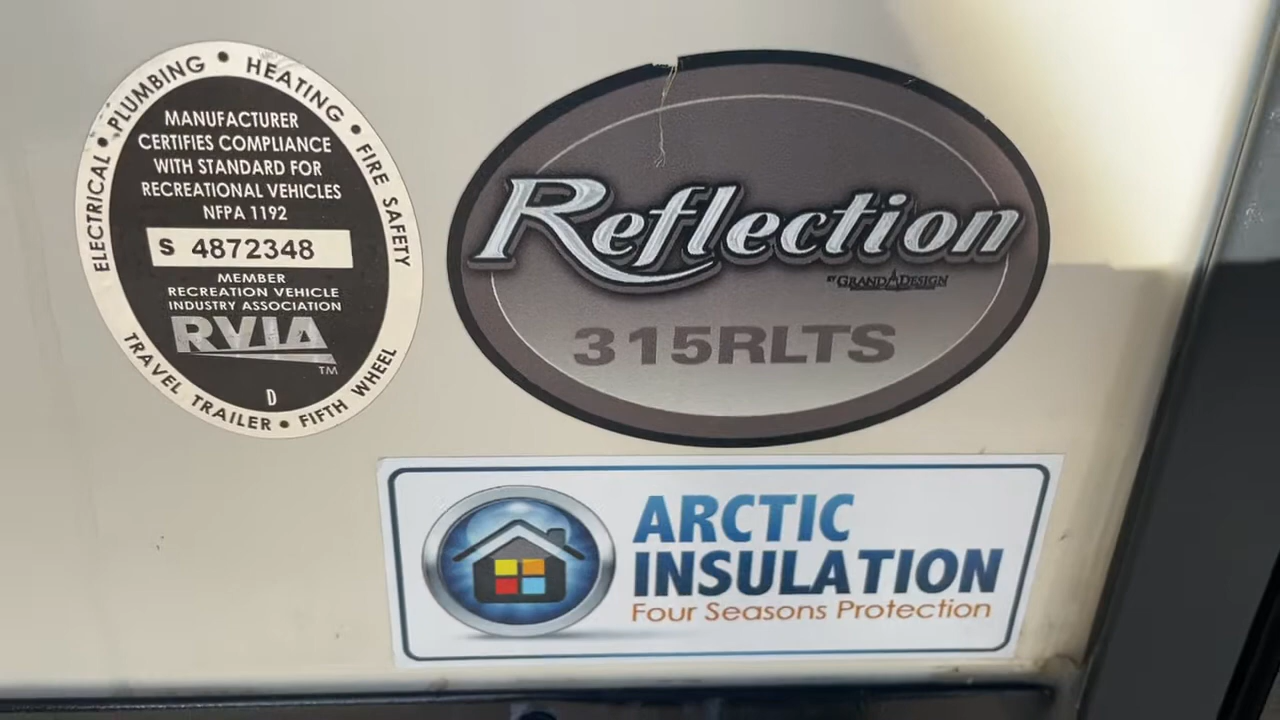 ELECTRICAL • PLUMBING • HEATING • FIRE SAFETY
MANUFACTURER
CERTIFIES COMPLIANCE
WITH STANDARD FOR
RECREATIONAL VEHICLES
NFPA 1192
S 4872348
MEMBER
RECREATION VEHICLE
INDUSTRY ASSOCIATION
RVIA
TM
D
TRAVEL TRAILER • FIFTH WHEEL
Reflection
BY GRAND DESIGN
315RLTS
ARCTIC
INSULATION
Four Seasons Protection